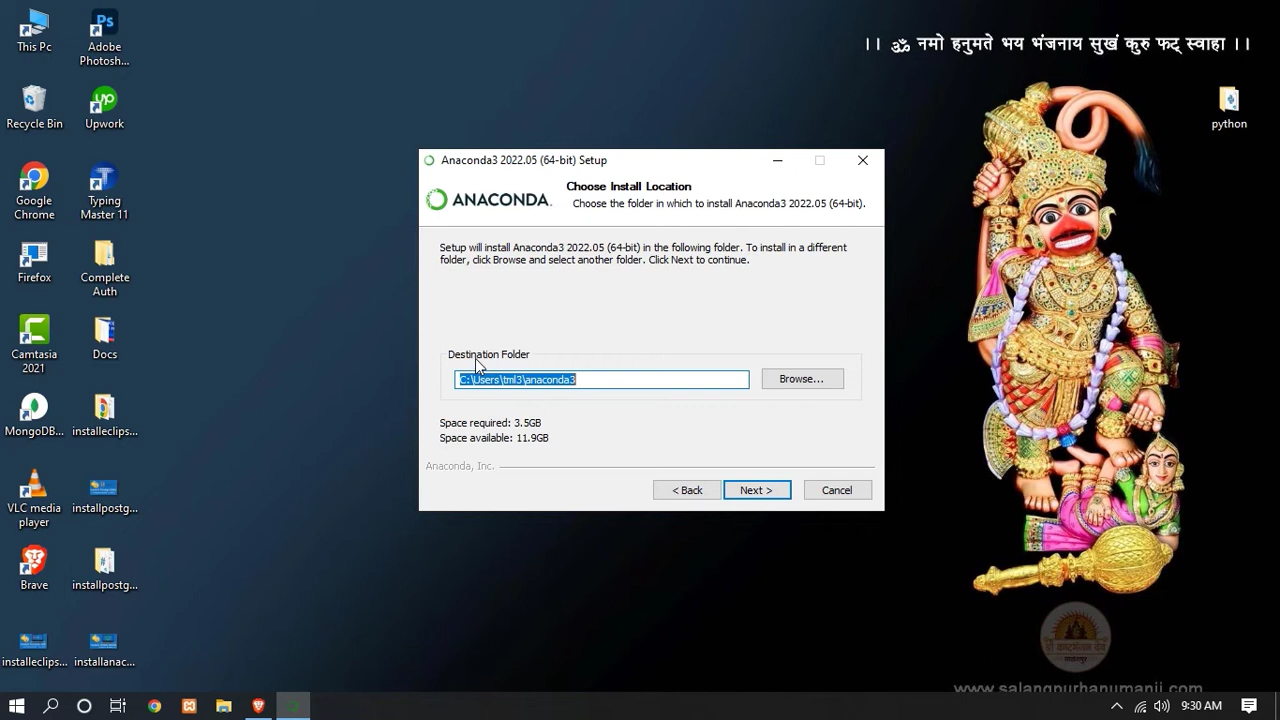 This Pc
Adobe
Photosh...
Recycle Bin
Upwork
Google
Chrome
Typing
Master 11
Firefox
Complete
Auth
Camtasia
2021
Docs
MongoDB...
installeclips...
VLC media
player
installpostg...
Brave
installpostg...
installeclips...
installanac...
।। ॐ नमो हनुमते भय भंजनाय सुखं कुरु फट् स्वाहा ।।
python
Anaconda3 2022.05 (64-bit) Setup
ANACONDA.
Choose Install Location
Choose the folder in which to install Anaconda3 2022.05 (64-bit).
Setup will install Anaconda3 2022.05 (64-bit) in the following folder. To install in a different
folder, click Browse and select another folder. Click Next to continue.
Destination Folder
C:\Users\tml3\anaconda3
Browse...
Space required: 3.5GB
Space available: 11.9GB
Anaconda, Inc.
< Back
Next >
Cancel
www.salangpurhanumanji.com
9:30 AM